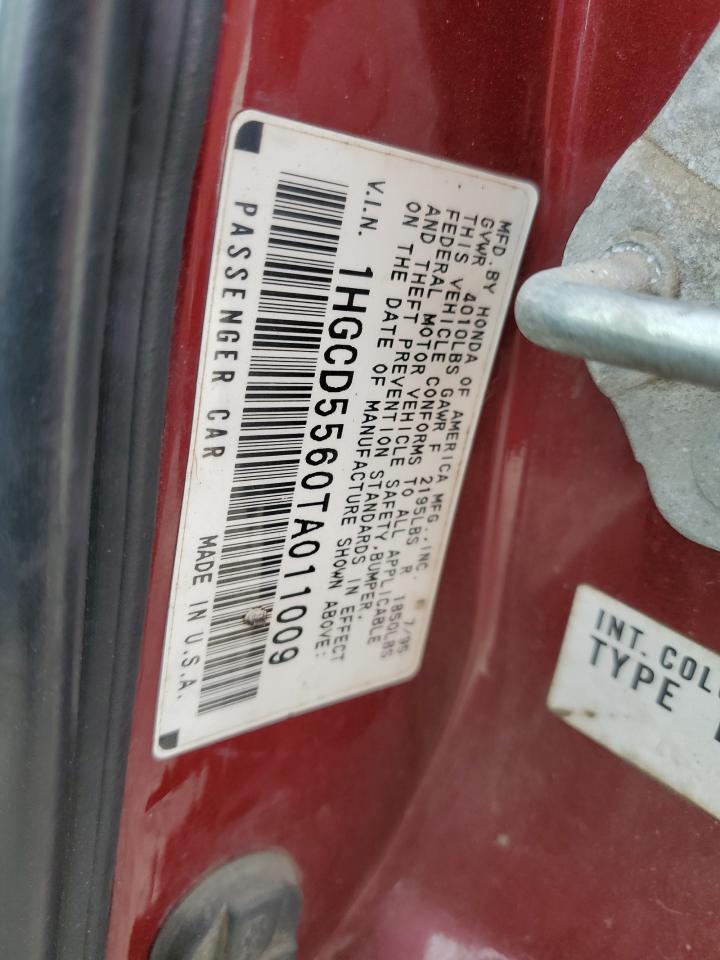 MFD. BY HONDA OF AMERICA MFG., INC. 7/95
GVWR 4010LBS GAWR F 2195LBS R 1850LBS
THIS VEHICLE CONFORMS TO ALL APPLICABLE
FEDERAL MOTOR VEHICLE SAFETY, BUMPER,
AND THEFT PREVENTION STANDARDS IN EFFECT
ON THE DATE OF MANUFACTURE SHOWN ABOVE:
V.I.N. 1HGCD5560TA011009
PASSENGER CAR MADE IN U.S.A.
INT. COL
TYPE